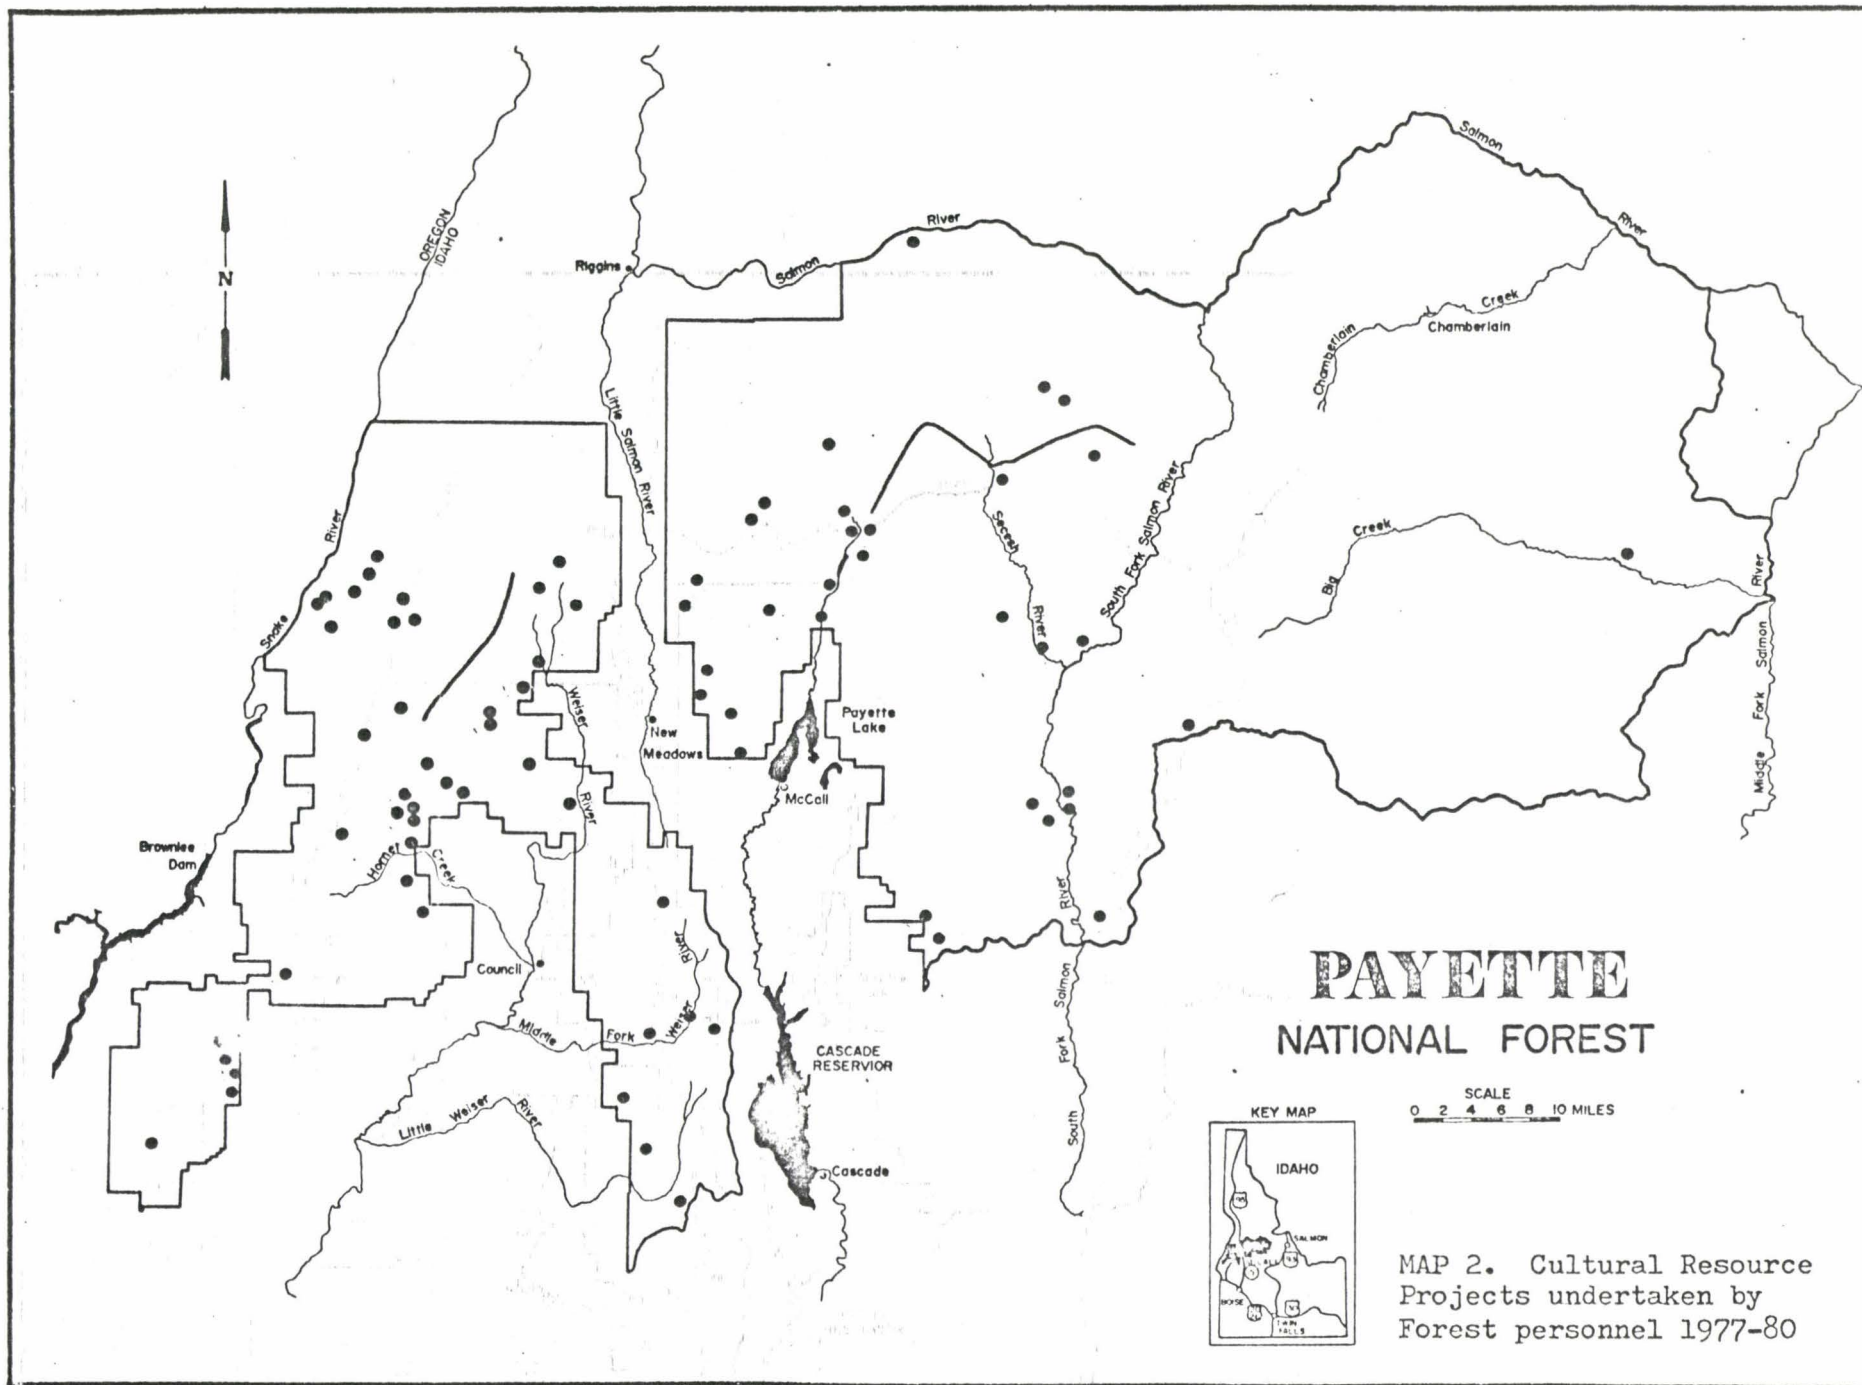 Salmon
River
River
Salmon
Riggins
OREGON
IDAHO
N
Chamberlain
Creek
Chamberlain
Little Salmon River
River
Snake
Secesh
River
South Fork Salmon River
Big
Creek
River
Middle Fork Salmon
Weiser
River
New
Meadows
Payette
Lake
McCall
Brownlee
Dam
Horner
Creek
Council
River
Middle
Fork
Weiser
Little
Weiser
River
CASCADE
RESERVIOR
Cascade
River
South Fork Salmon
PAYETTE
NATIONAL FOREST
SCALE
0 2 4 6 8 10 MILES
KEY MAP
IDAHO
SALMON
BOISE
TWIN
FALLS
MAP 2. Cultural Resource
Projects undertaken by
Forest personnel 1977-80